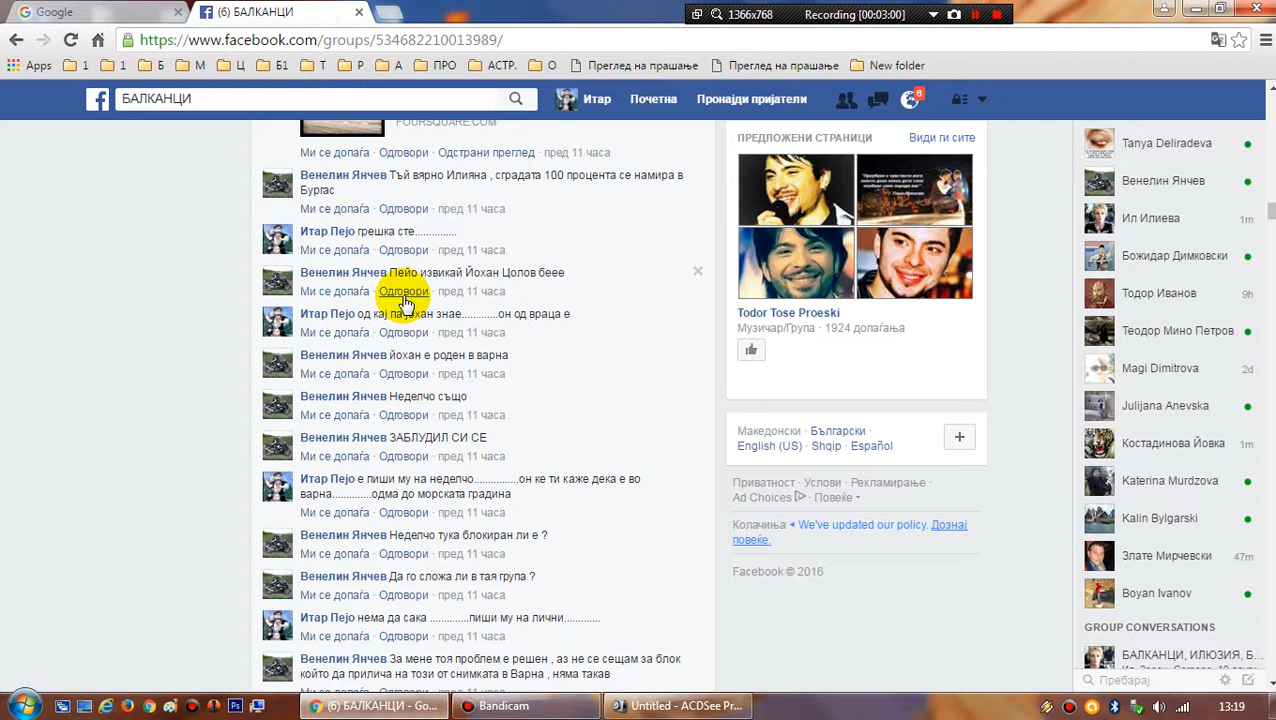 Google
(6) БАЛКАНЦИ
1366x768
Recording [00:03:00]
https://www.facebook.com/groups/534682210013989/
Apps 1 1 Б М Ц Б1 Т Р А ПРО АСТР. О Преглед на прашање Преглед на прашање New folder
БАЛКАНЦИ
Итар Почетна Пронајди пријатели 8
FOURSQUARE.COM
Ми се допаѓа · Одговори · Одстрани преглед · пред 11 часа
Венелин Янчев Тъй вярно Илияна , сградата 100 процента се намира в
Бургас
Ми се допаѓа · Одговори · пред 11 часа
Итар Пејо грешка сте..............
Ми се допаѓа · Одговори · пред 11 часа
Венелин Янчев Пейо извикай Йохан Цолов беее
Ми се допаѓа · Одговори · пред 11 часа
Итар Пејо од знае...........он од враца е
Ми се допаѓа · Одговори · пред 11 часа
Венелин Янчев йохан е роден в варна
Ми се допаѓа · Одговори · пред 11 часа
Венелин Янчев Неделчо също
Ми се допаѓа · Одговори · пред 11 часа
Венелин Янчев ЗАБЛУДИЛ СИ СЕ
Ми се допаѓа · Одговори · пред 11 часа
Итар Пејо е пиши му на неделчо..............он ке ти каже дека е во
варна.............одма до морската градина
Ми се допаѓа · Одговори · пред 11 часа
Венелин Янчев Неделчо тука блокиран ли е ?
Ми се допаѓа · Одговори · пред 11 часа
Венелин Янчев Да го сложа ли в тая група ?
Ми се допаѓа · Одговори · пред 11 часа
Итар Пејо нема да сака .............пиши му на лични............
Ми се допаѓа · Одговори · пред 11 часа
Венелин Янчев За мене тоя проблем е решен , аз не се сещам за блок
който да прилича на този от снимката в Варна , няма такав
Ми се допаѓа · Одговори · пред 11 часа
ПРЕДЛОЖЕНИ СТРАНИЦИ Види ги сите
Todor Tose Proeski
Музичар/Група · 1924 допаѓања
Македонски · Български ·
English (US) · Shqip · Español
Приватност · Услови · Рекламирање ·
Ad Choices · Повеќе
Колачиња We've updated our policy. Дознај
повеќе.
Facebook © 2016
Tanya Deliradeva
Венелин Янчев
Ил Илиева 1m
Божидар Димковски
Тодор Иванов 9h
Теодор Мино Петров
Magi Dimitrova 2d
Julijana Anevska
Костадинова Йовка 1m
Katerina Murdzova
Kalin Bylgarski
Злате Мирчевски 47m
Boyan Ivanov
GROUP CONVERSATIONS
БАЛКАНЦИ, ИЛЮЗИЯ, Б...
Пребарај
(6) БАЛКАНЦИ - Go...
Bandicam
Untitled - ACDSee Pr...
13:19